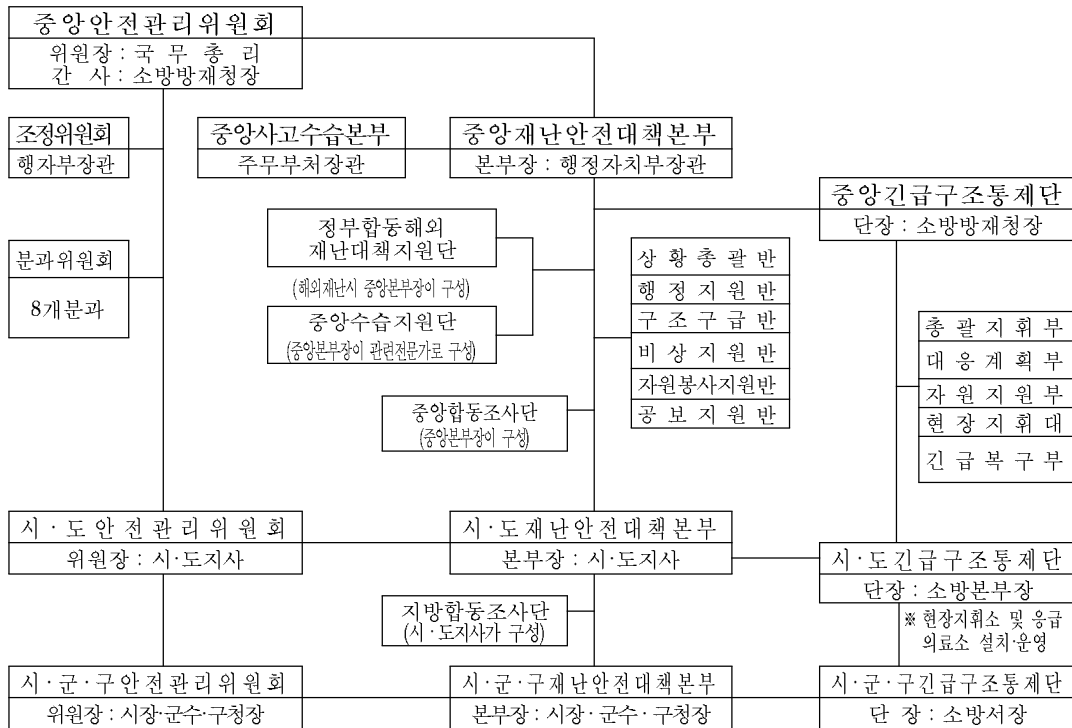 중앙안전관리위원회
위원장 : 국 무 총 리
간 사 : 소방방재청장
조정위원회
행자부장관
중앙사고수습본부
주무부처장관
중앙재난안전대책본부
본부장 : 행정자치부장관
중앙긴급구조통제단
단장 : 소방방재청장
분과위원회
8개분과
정부합동해외
재난대책지원단
(해외재난시 중앙본부장이 구성)
중앙수습지원단
(중앙본부장이 관련전문가로 구성)
상 황 총 괄 반
행 정 지 원 반
구 조 구 급 반
비 상 지 원 반
자원봉사지원반
공 보 지 원 반
총 괄 지 휘 부
대 응 계 획 부
자 원 지 원 부
현 장 지 휘 대
긴 급 복 구 부
중앙합동조사단
(중앙본부장이 구성)
시 · 도 안 전 관 리 위 원 회
위원장 : 시·도지사
시 · 도 재 난 안 전 대 책 본 부
본부장 : 시·도지사
시 · 도 긴 급 구 조 통 제 단
단장 : 소방본부장
지방합동조사단
(시·도지사가 구성)
※ 현장지휘소 및 응급
의료소 설치·운영
시 · 군 · 구 안전관리위원회
위원장 : 시장·군수·구청장
시 · 군 · 구 재난안전대책본부
본부장 : 시장·군수·구청장
시 · 군 · 구 긴급구조통제단
단 장 : 소방서장